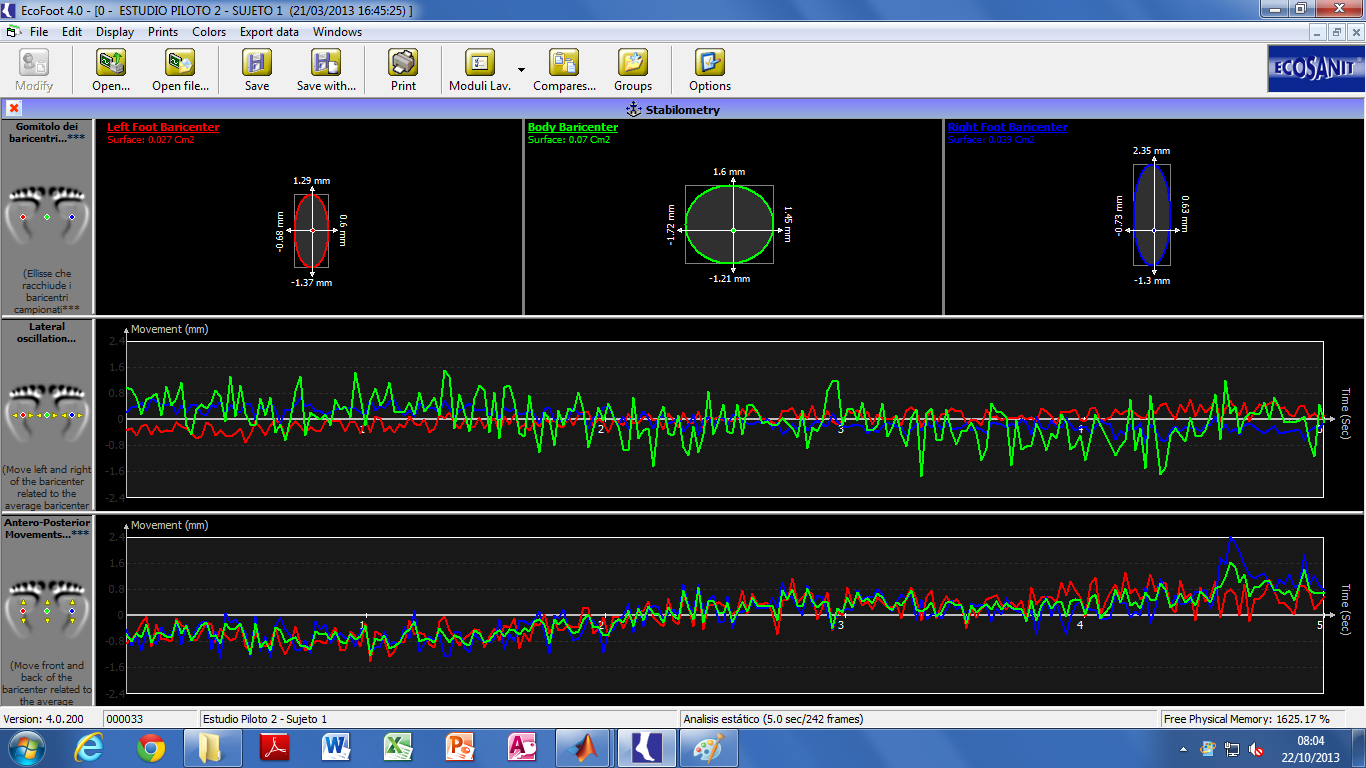 EcoFoot 4.0 - [0 -  ESTUDIO PILOTO 2 - SUJETO 1  (21/03/2013 16:45:25) ]
File Edit Display Prints Colors Export data Windows
Modify Open... Open file... Save Save with... Print Moduli Lav. Compares... Groups Options
ECOSANIT
Stabilometry
Gomitolo dei
baricentri...***
(Ellisse che
racchiude i
baricentri
campionati***
Left Foot Baricenter
Surface: 0.027 Cm2
1.29 mm
-0.68 mm
0.6 mm
-1.37 mm
Body Baricenter
Surface: 0.07 Cm2
1.6 mm
-1.72 mm
1.45 mm
-1.21 mm
Right Foot Baricenter
Surface: 0.039 Cm2
2.35 mm
-0.73 mm
0.63 mm
-1.3 mm
Lateral
oscillation...
(Move left and right
of the baricenter
related to the
average baricenter
Movement (mm)
2.4
1.6
0.8
0
-0.8
-1.6
-2.4
1 2 3 4 5
Time (Sec)
Antero-Posterior
Movements...***
(Move front and
back of the
baricenter related to
the average
Movement (mm)
2.4
1.6
0.8
0
-0.8
-1.6
-2.4
1 2 3 4 5
Time (Sec)
Version: 4.0.200 000033 Estudio Piloto 2 - Sujeto 1 Analisis estático (5.0 sec/242 frames) Free Physical Memory: 1625.17 %
08:04
22/10/2013